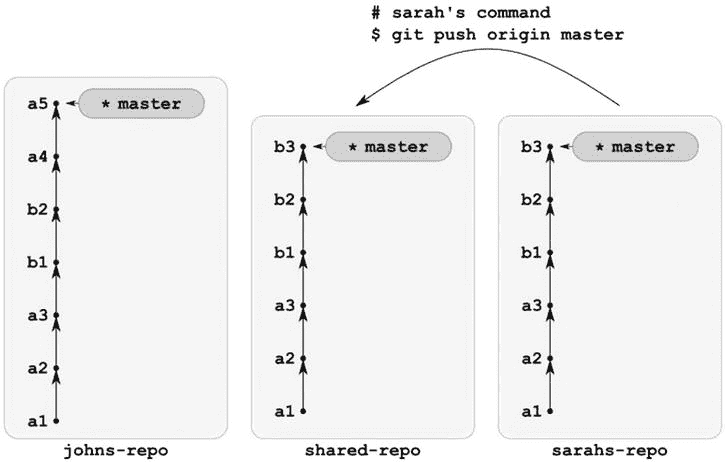 # sarah's command
$ git push origin master
a5 * master
a4
b2
b1
a3
a2
a1
johns-repo
b3 * master
b2
b1
a3
a2
a1
shared-repo
b3 * master
b2
b1
a3
a2
a1
sarahs-repo